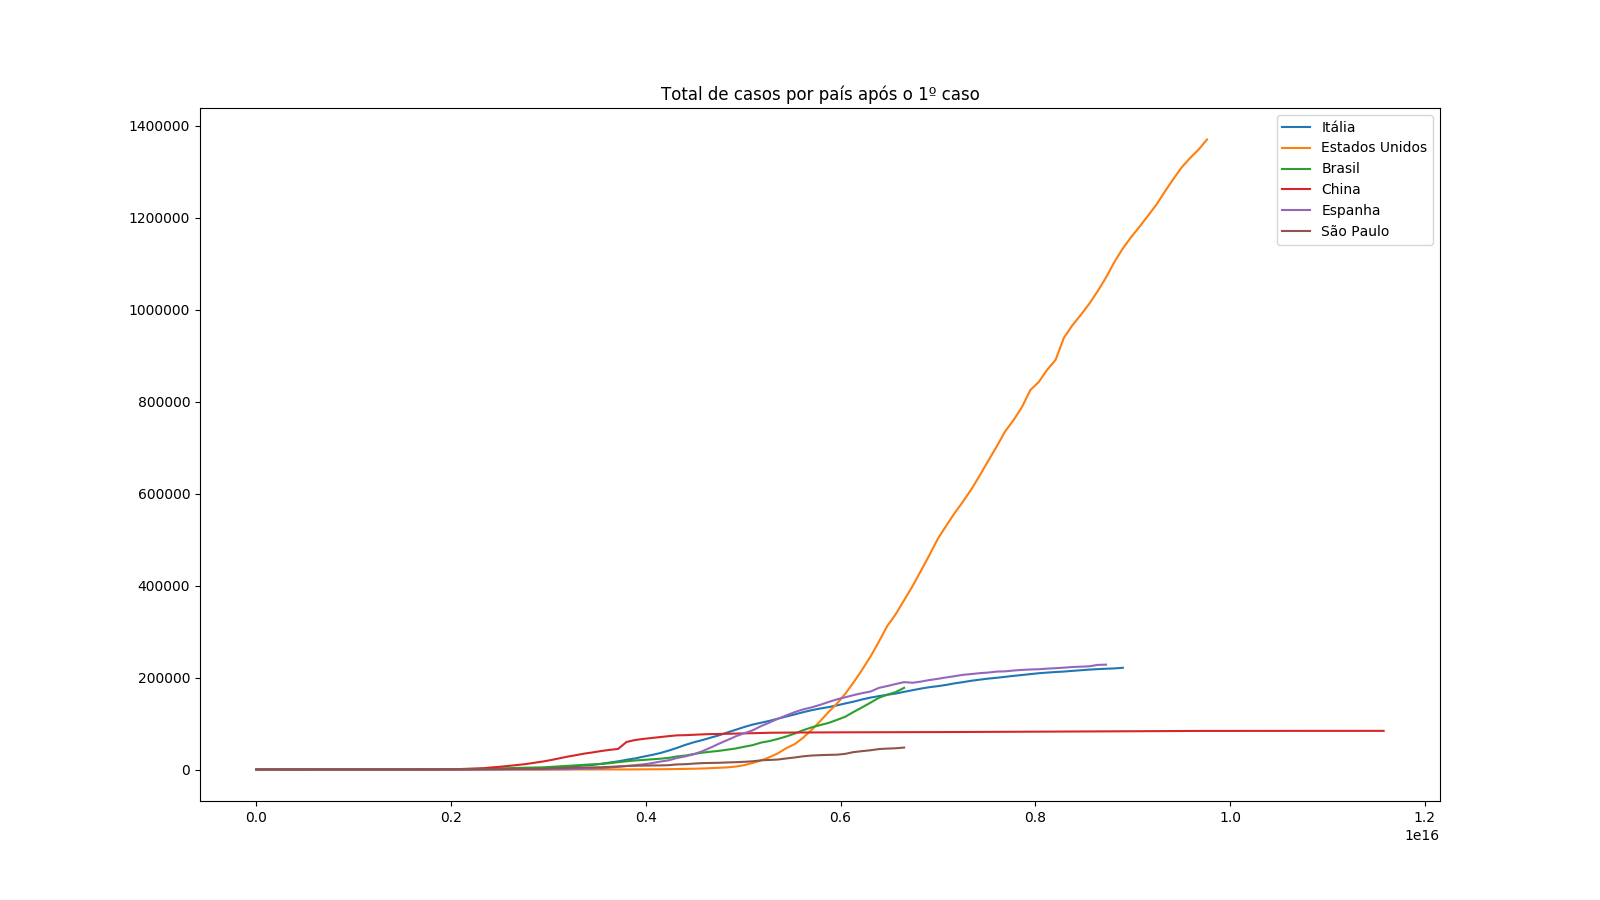 Total de casos por país após o 1º caso
1400000
1200000
1000000
800000
600000
400000
200000
0
Itália
Estados Unidos
Brasil
China
Espanha
São Paulo
0.0 0.2 0.4 0.6 0.8 1.0 1.2
1e16